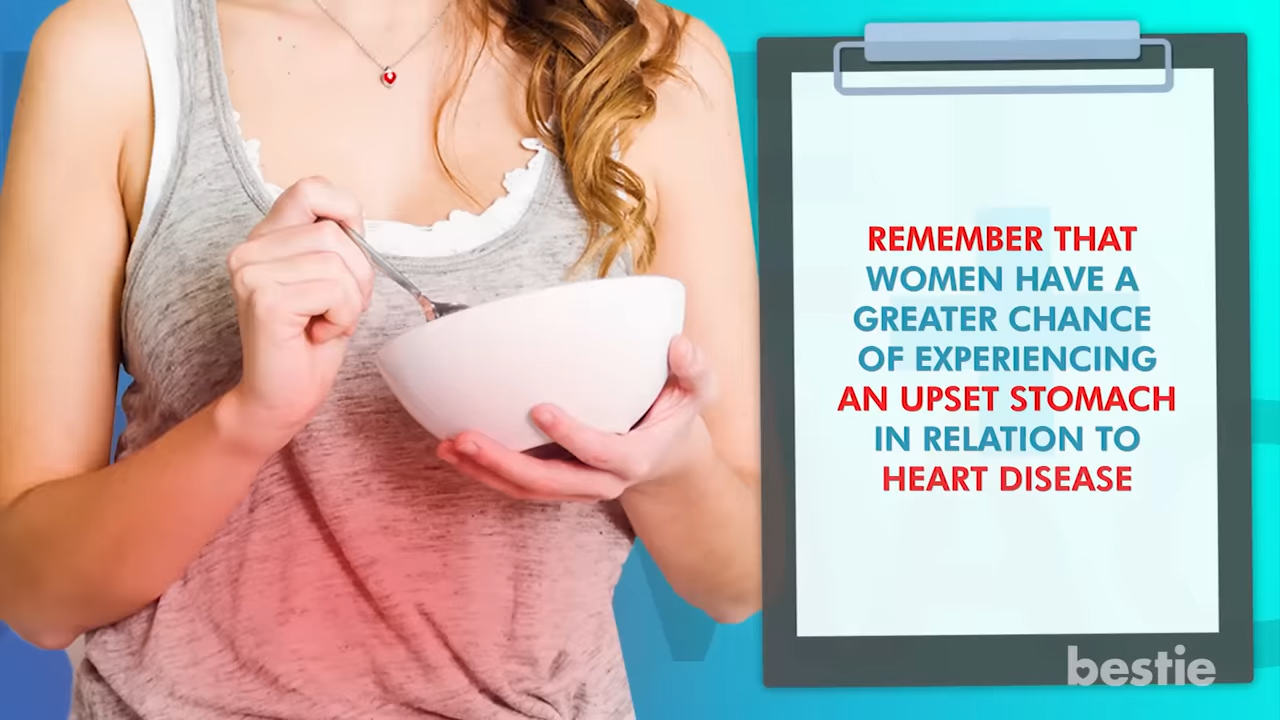 REMEMBER THAT
WOMEN HAVE A
GREATER CHANCE
OF EXPERIENCING
AN UPSET STOMACH
IN RELATION TO
HEART DISEASE
bestie